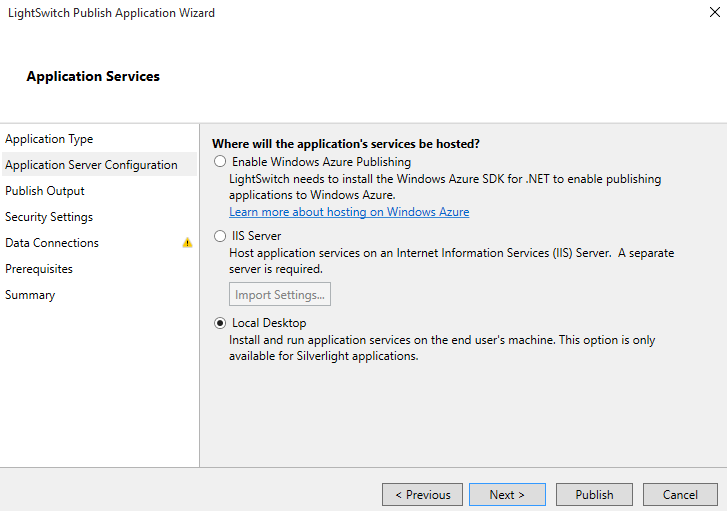 LightSwitch Publish Application Wizard
Application Services
Application Type
Application Server Configuration
Publish Output
Security Settings
Data Connections
Prerequisites
Summary
Where will the application's services be hosted?
Enable Windows Azure Publishing
LightSwitch needs to install the Windows Azure SDK for .NET to enable publishing
applications to Windows Azure.
Learn more about hosting on Windows Azure
IIS Server
Host application services on an Internet Information Services (IIS) Server.  A separate
server is required.
Import Settings...
Local Desktop
Install and run application services on the end user's machine. This option is only
available for Silverlight applications.
< Previous
Next >
Publish
Cancel